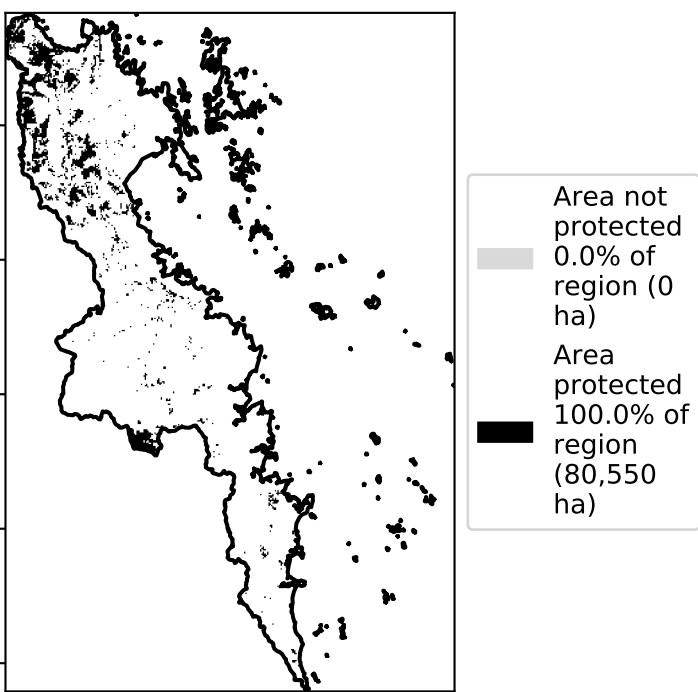 Area not
protected
0.0% of
region (0
ha)
Area
protected
100.0% of
region
(80,550
ha)